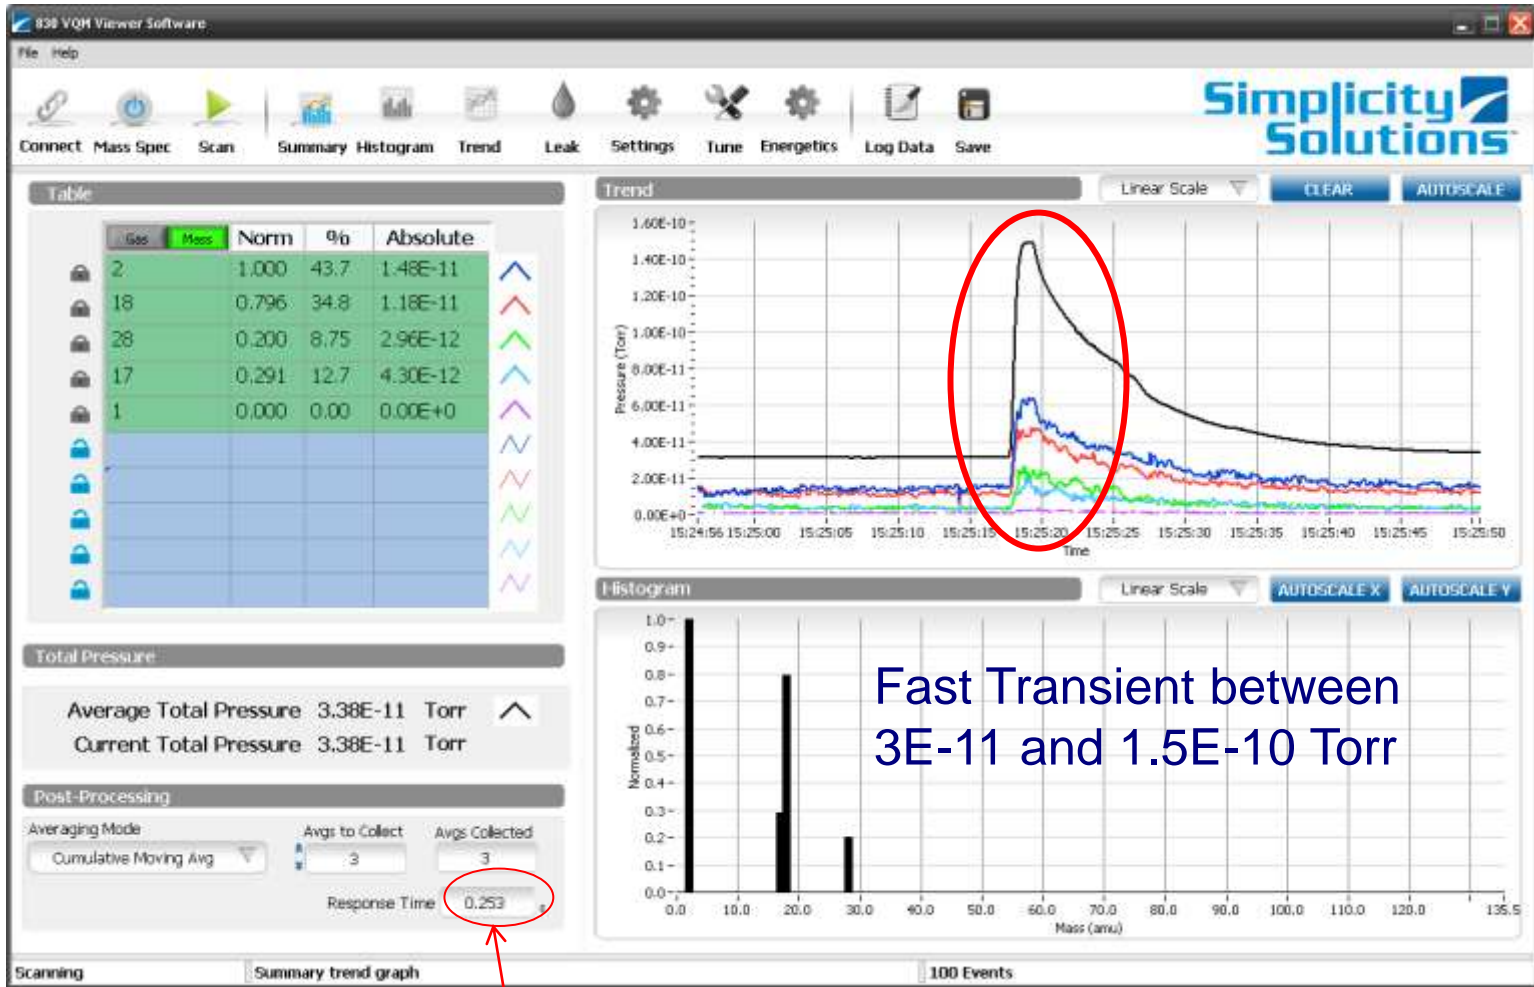 830 VQM Viewer Software
File Help
Connect Mass Spec Scan Summary Histogram Trend Leak Settings Tune Energetics Log Data Save
Simplicity
Solutions
Table
Gas Mass Norm % Absolute
2 1.000 43.7 1.48E-11
18 0.796 34.8 1.18E-11
28 0.200 8.75 2.96E-12
17 0.291 12.7 4.30E-12
1 0.000 0.00 0.00E+0
Total Pressure
Average Total Pressure 3.38E-11 Torr
Current Total Pressure 3.38E-11 Torr
Post-Processing
Averaging Mode Avgs to Collect Avgs Collected
Cumulative Moving Avg 3 3
Response Time 0.253 s
Trend Linear Scale CLEAR AUTOSCALE
Pressure (Torr)
1.60E-10
1.40E-10
1.20E-10
1.00E-10
8.00E-11
6.00E-11
4.00E-11
2.00E-11
0.00E+0
15:24:56 15:25:00 15:25:05 15:25:10 15:25:15 15:25:20 15:25:25 15:25:30 15:25:35 15:25:40 15:25:45 15:25:50
Time
Histogram Linear Scale AUTOSCALE X AUTOSCALE Y
Normalized
1.0
0.9
0.8
0.7
0.6
0.5
0.4
0.3
0.2
0.1
0.0
Fast Transient between
3E-11 and 1.5E-10 Torr
0.0 10.0 20.0 30.0 40.0 50.0 60.0 70.0 80.0 90.0 100.0 110.0 120.0 135.5
Mass (amu)
Scanning Summary trend graph 100 Events